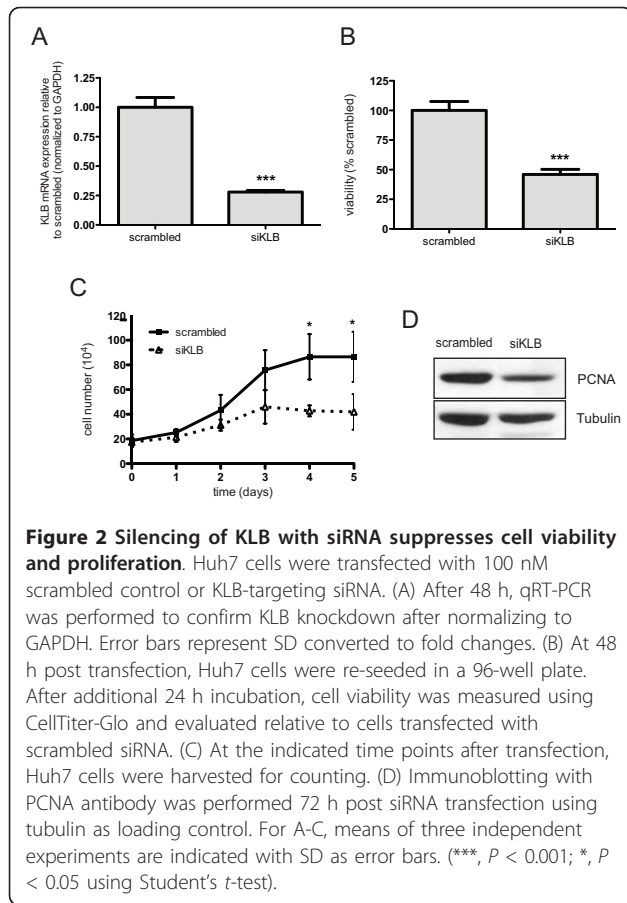 A
KLB mRNA expression relative
to scrambled (normalized to GAPDH)
1.25
1.00
0.75
0.50
0.25
0.00
***
scrambled
siKLB
B
viability (% scrambled)
125
100
75
50
25
0
***
scrambled
siKLB
C
cell number (10⁴)
120
100
80
60
40
20
0
scrambled
siKLB
*
*
0
1
2
3
4
5
time (days)
D
scrambled siKLB
PCNA
Tubulin
Figure 2 Silencing of KLB with siRNA suppresses cell viability
and proliferation. Huh7 cells were transfected with 100 nM
scrambled control or KLB-targeting siRNA. (A) After 48 h, qRT-PCR
was performed to confirm KLB knockdown after normalizing to
GAPDH. Error bars represent SD converted to fold changes. (B) At 48
h post transfection, Huh7 cells were re-seeded in a 96-well plate.
After additional 24 h incubation, cell viability was measured using
CellTiter-Glo and evaluated relative to cells transfected with
scrambled siRNA. (C) At the indicated time points after transfection,
Huh7 cells were harvested for counting. (D) Immunoblotting with
PCNA antibody was performed 72 h post siRNA transfection using
tubulin as loading control. For A-C, means of three independent
experiments are indicated with SD as error bars. (***, P < 0.001; *, P
< 0.05 using Student's t-test).